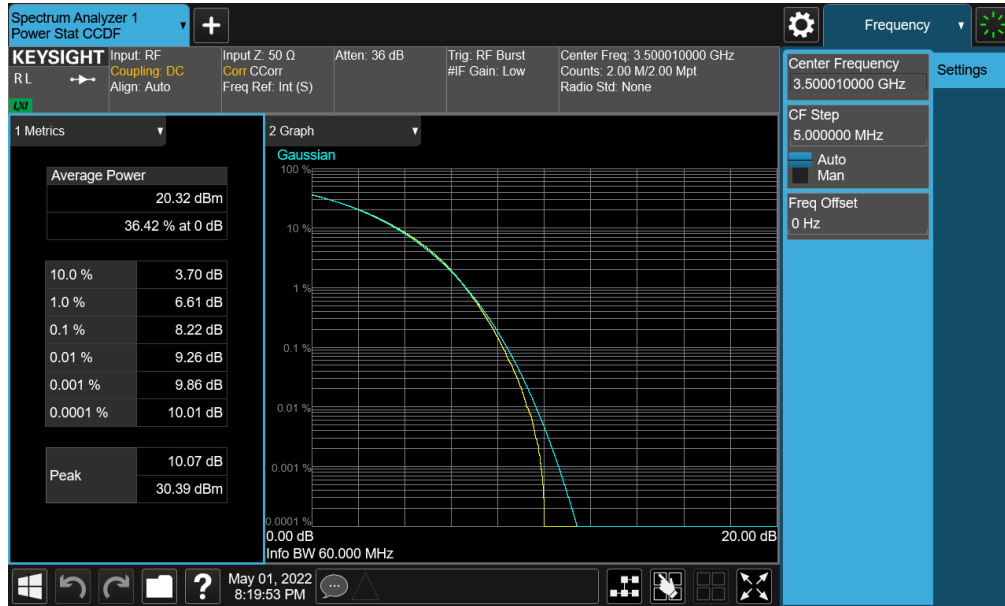 Spectrum Analyzer 1
Power Stat CCDF
+
Frequency
KEYSIGHT
R L
LXI
Input: RF
Coupling: DC
Align: Auto
Input Z: 50 Ω
Corr CCorr
Freq Ref: Int (S)
Atten: 36 dB
Trig: RF Burst
#IF Gain: Low
Center Freq: 3.500010000 GHz
Counts: 2.00 M/2.00 Mpt
Radio Std: None
Center Frequency
3.500010000 GHz
Settings
CF Step
5.000000 MHz
Auto
Man
Freq Offset
0 Hz
1 Metrics
Average Power
20.32 dBm
36.42 % at 0 dB
10.0 % 3.70 dB
1.0 % 6.61 dB
0.1 % 8.22 dB
0.01 % 9.26 dB
0.001 % 9.86 dB
0.0001 % 10.01 dB
Peak
10.07 dB
30.39 dBm
2 Graph
Gaussian
100 %
10 %
1 %
0.1 %
0.01 %
0.001 %
0.0001 %
0.00 dB 20.00 dB
Info BW 60.000 MHz
?
May 01, 2022
8:19:53 PM